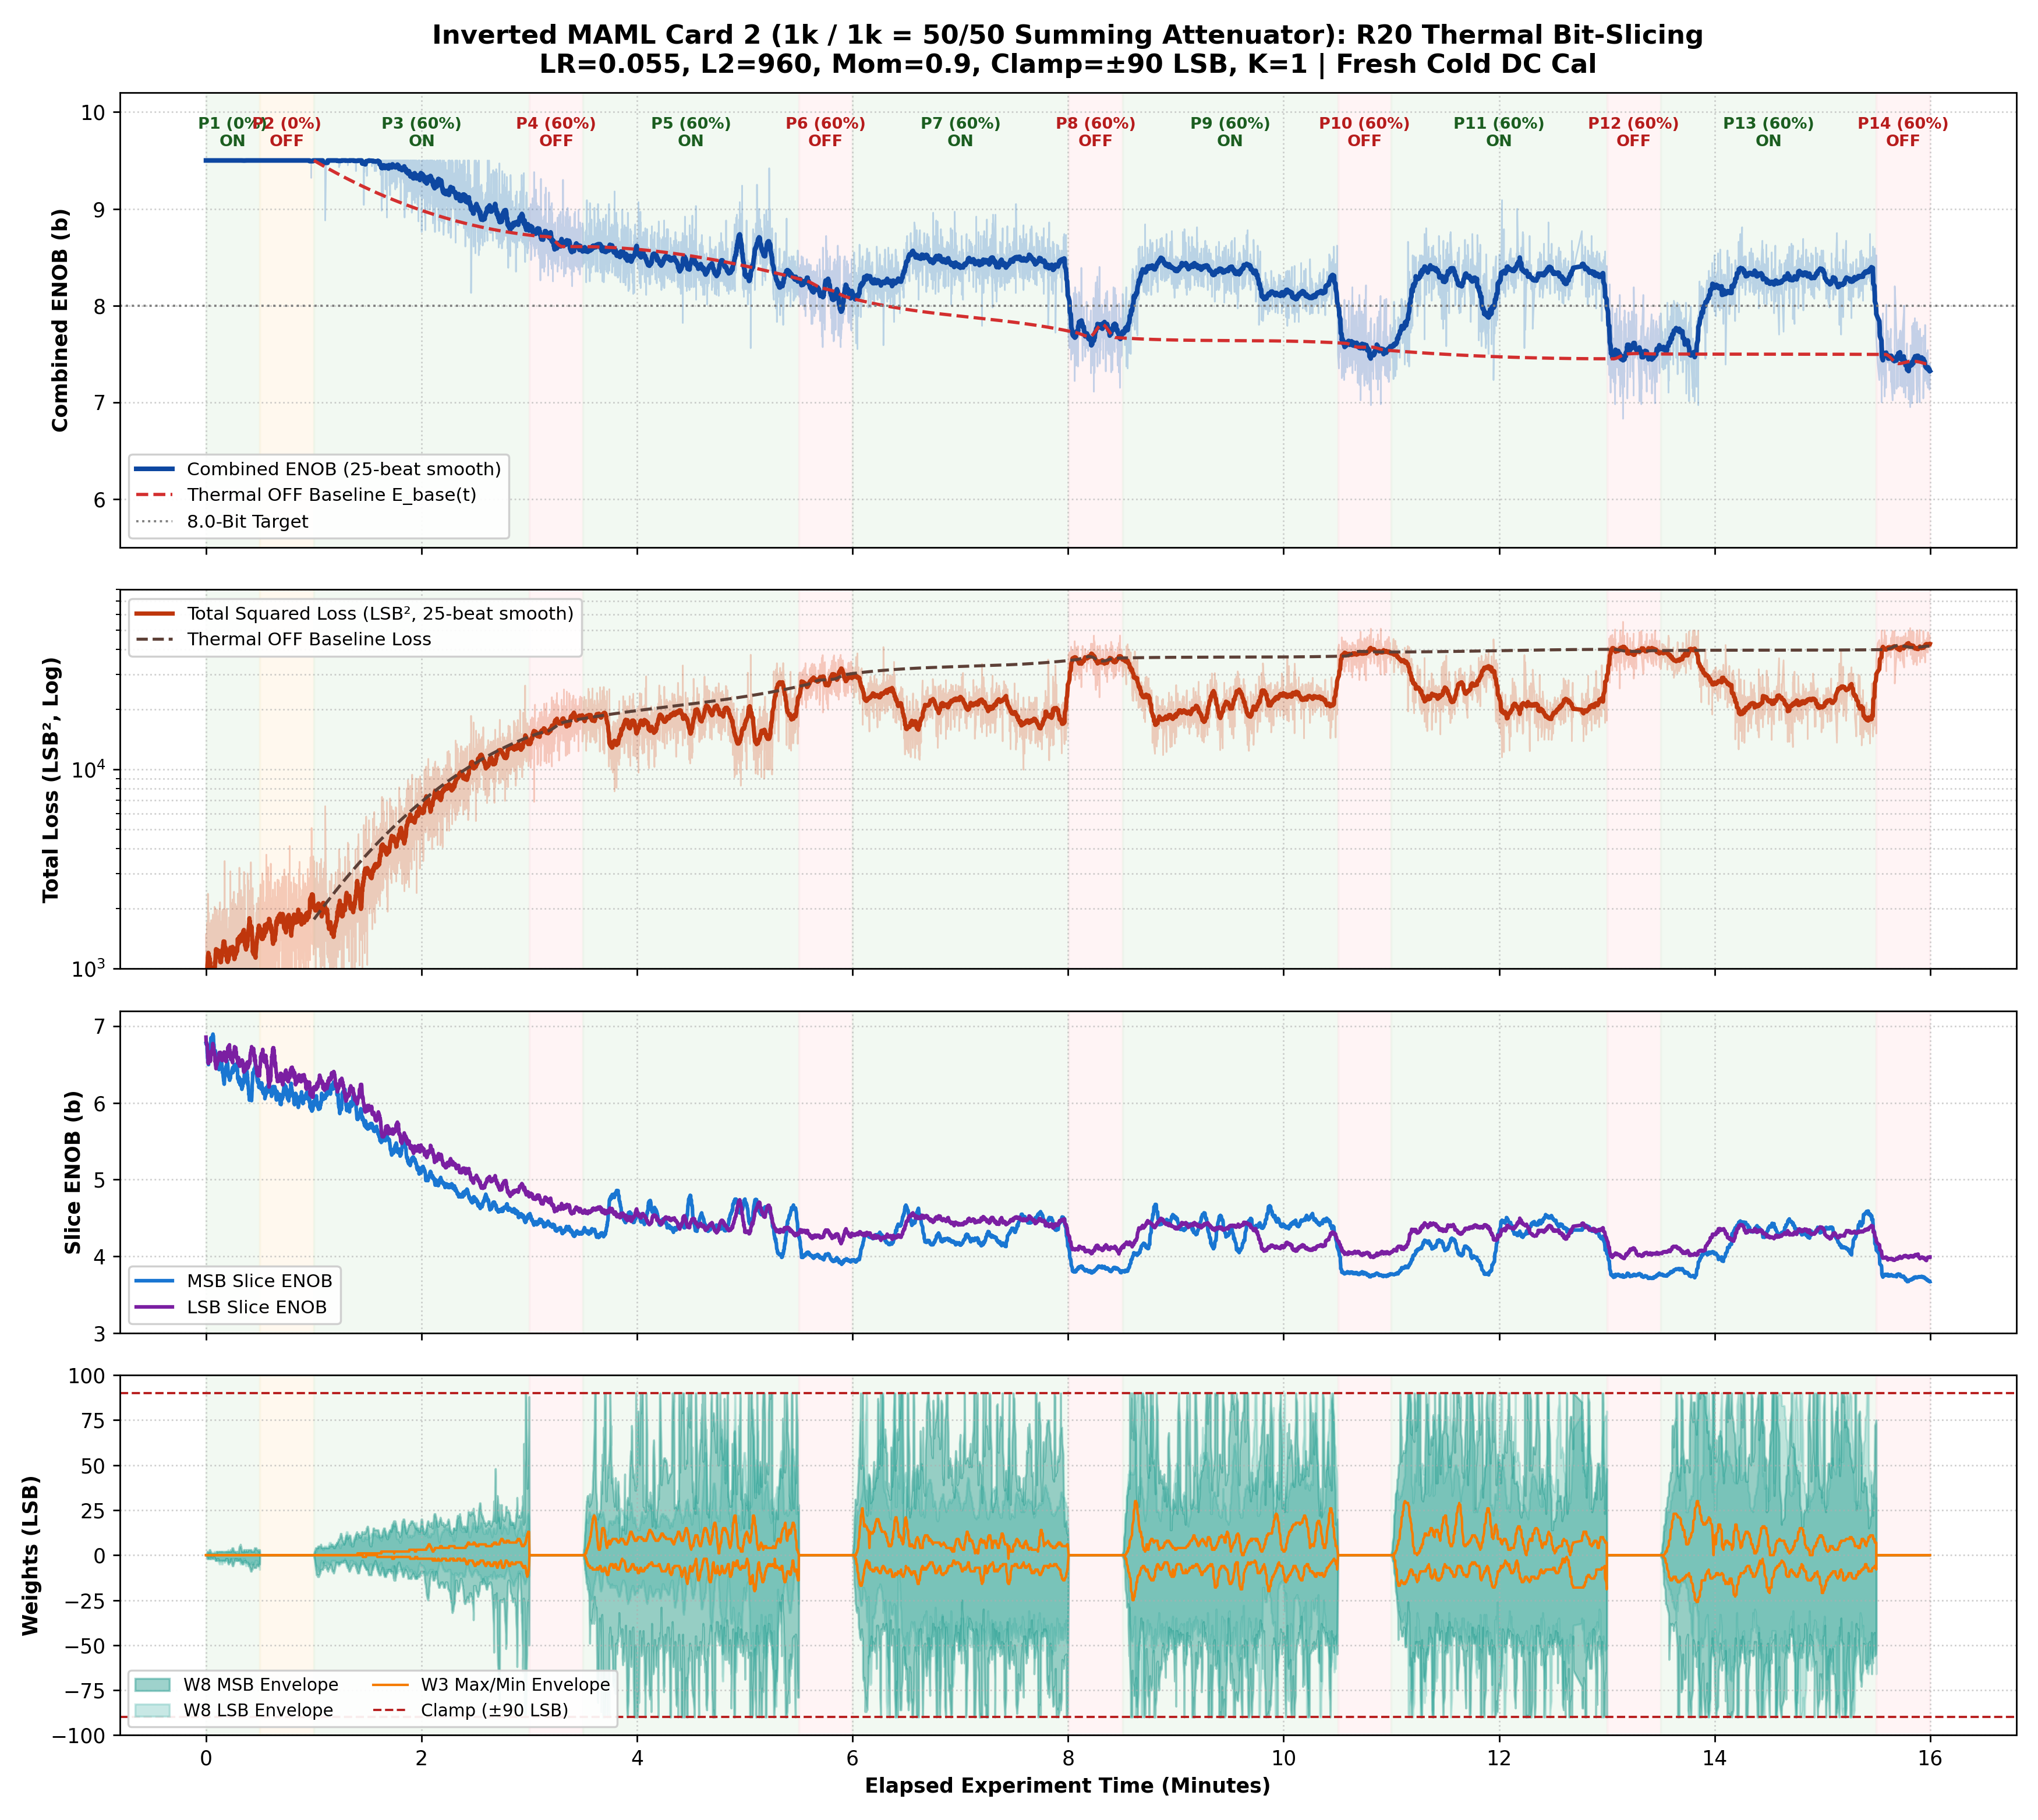 Inverted MAML Card 2 (1k / 1k = 50/50 Summing Attenuator): R20 Thermal Bit-Slicing
LR=0.055, L2=960, Mom=0.9, Clamp=±90 LSB, K=1 | Fresh Cold DC Cal
P1 (0%)
ON
P2 (0%)
OFF
P3 (60%)
ON
P4 (60%)
OFF
P5 (60%)
ON
P6 (60%)
OFF
P7 (60%)
ON
P8 (60%)
OFF
P9 (60%)
ON
P10 (60%)
OFF
P11 (60%)
ON
P12 (60%)
OFF
P13 (60%)
ON
P14 (60%)
OFF
Combined ENOB (b)
10
9
8
7
6
Combined ENOB (25-beat smooth)
Thermal OFF Baseline E_base(t)
8.0-Bit Target
Total Loss (LSB², Log)
10⁴
10³
Total Squared Loss (LSB², 25-beat smooth)
Thermal OFF Baseline Loss
Slice ENOB (b)
7
6
5
4
3
MSB Slice ENOB
LSB Slice ENOB
Weights (LSB)
100
75
50
25
0
−25
−50
−75
−100
W8 MSB Envelope
W8 LSB Envelope
W3 Max/Min Envelope
Clamp (±90 LSB)
0 2 4 6 8 10 12 14 16
Elapsed Experiment Time (Minutes)